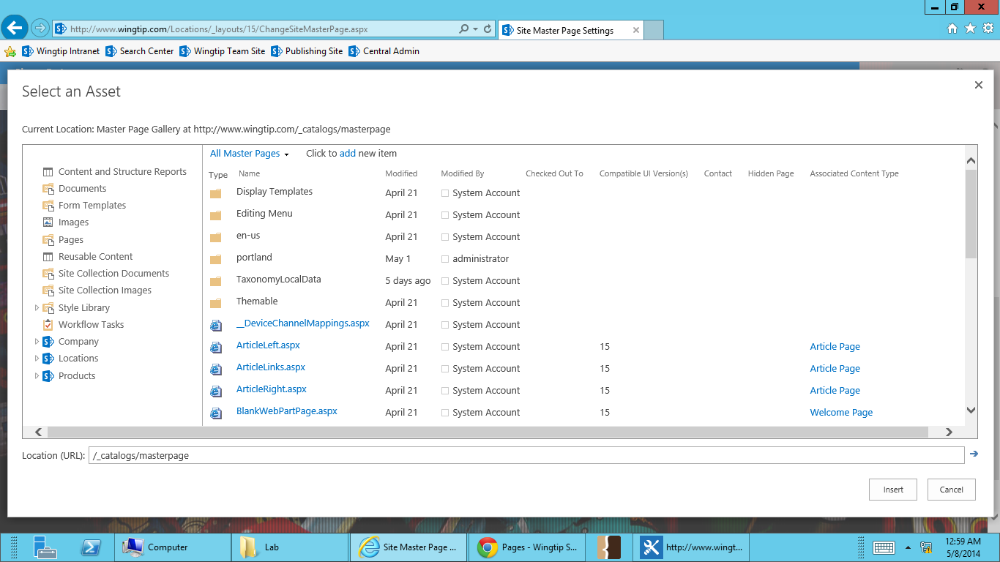 http://www.wingtip.com/Locations/_layouts/15/ChangeSiteMasterPage.aspx
Site Master Page Settings
Wingtip Intranet
Search Center
Wingtip Team Site
Publishing Site
Central Admin
Select an Asset
Current Location: Master Page Gallery at http://www.wingtip.com/_catalogs/masterpage
Content and Structure Reports
Documents
Form Templates
Images
Pages
Reusable Content
Site Collection Documents
Site Collection Images
Style Library
Workflow Tasks
Company
Locations
Products
All Master Pages Click to add new item
Type Name Modified Modified By Checked Out To Compatible UI Version(s) Contact Hidden Page Associated Content Type
Display Templates April 21 System Account
Editing Menu April 21 System Account
en-us April 21 System Account
portland May 1 administrator
TaxonomyLocalData 5 days ago System Account
Themable April 21 System Account
__DeviceChannelMappings.aspx April 21 System Account
ArticleLeft.aspx April 21 System Account 15 Article Page
ArticleLinks.aspx April 21 System Account 15 Article Page
ArticleRight.aspx April 21 System Account 15 Article Page
BlankWebPartPage.aspx April 21 System Account 15 Welcome Page
Location (URL): /_catalogs/masterpage
Insert
Cancel
Computer
Lab
Site Master Page ...
Pages - Wingtip S...
http://www.wingt...
12:59 AM
5/8/2014